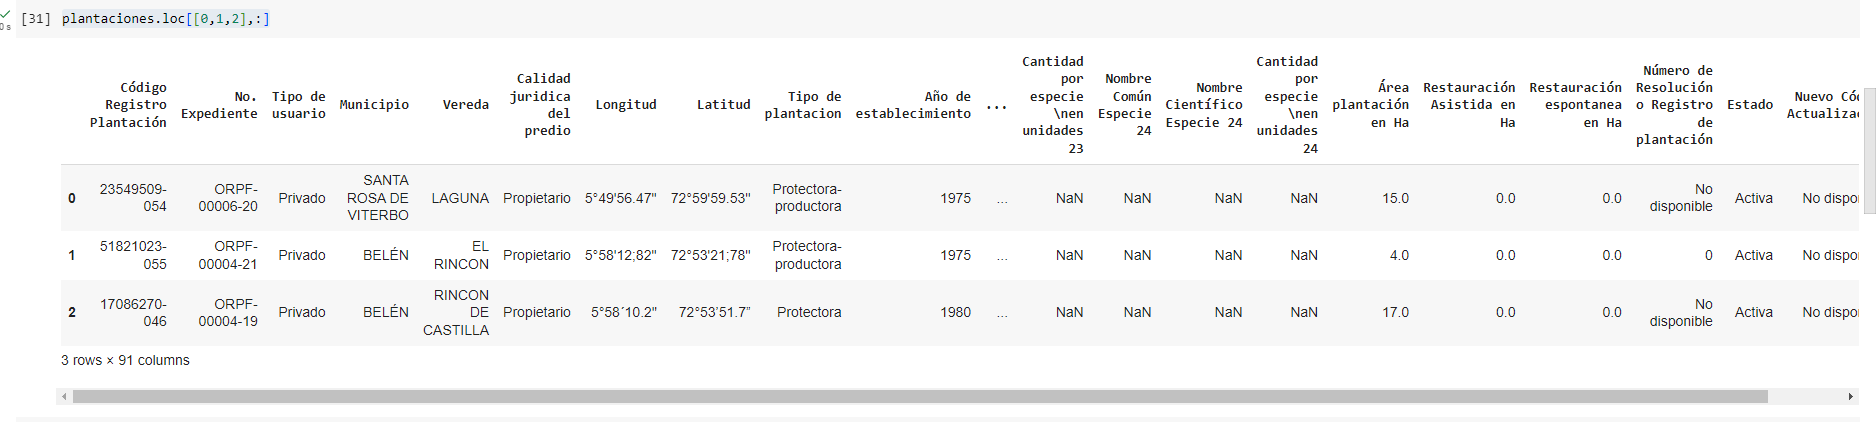 [31] plantaciones.loc[[0,1,2],:]
0 s
Código Registro Plantación No. Expediente Tipo de usuario Municipio Vereda Calidad juridica del predio Longitud Latitud Tipo de plantacion Año de establecimiento ... Cantidad por especie \nen unidades 23 Nombre Común Especie 24 Nombre Científico Especie 24 Cantidad por especie \nen unidades 24 Área plantación en Ha Restauración Asistida en Ha Restauración espontanea en Ha Número de Resolución o Registro de plantación Estado Nuevo Cód Actualizac
0 23549509-054 ORPF-00006-20 Privado SANTA ROSA DE VITERBO LAGUNA Propietario 5°49'56.47" 72°59'59.53" Protectora-productora 1975 ... NaN NaN NaN NaN 15.0 0.0 0.0 No disponible Activa No dispor
1 51821023-055 ORPF-00004-21 Privado BELÉN EL RINCON Propietario 5°58'12;82" 72°53'21;78" Protectora-productora 1975 ... NaN NaN NaN NaN 4.0 0.0 0.0 0 Activa No dispor
2 17086270-046 ORPF-00004-19 Privado BELÉN RINCON DE CASTILLA Propietario 5°58´10.2" 72°53’51.7” Protectora 1980 ... NaN NaN NaN NaN 17.0 0.0 0.0 No disponible Activa No dispor
3 rows × 91 columns